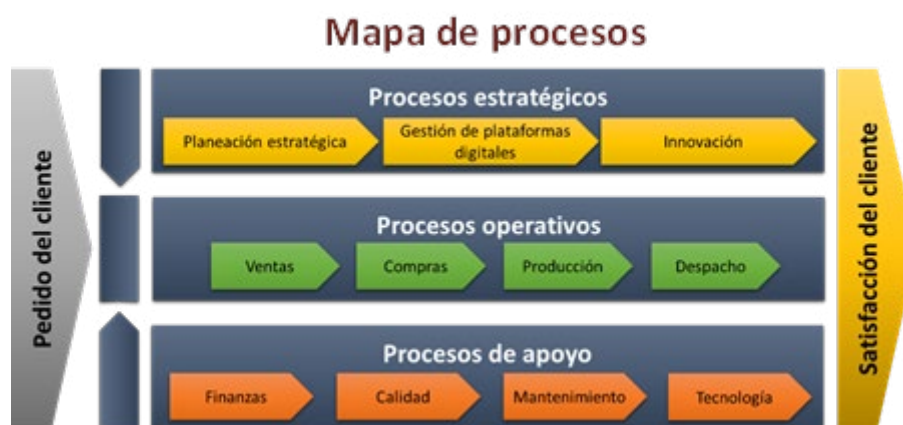 Mapa de procesos
Pedido del cliente
Procesos estratégicos
Planeación estratégica
Gestión de plataformas
digitales
Innovación
Procesos operativos
Ventas
Compras
Producción
Despacho
Procesos de apoyo
Finanzas
Calidad
Mantenimiento
Tecnología
Satisfacción del cliente